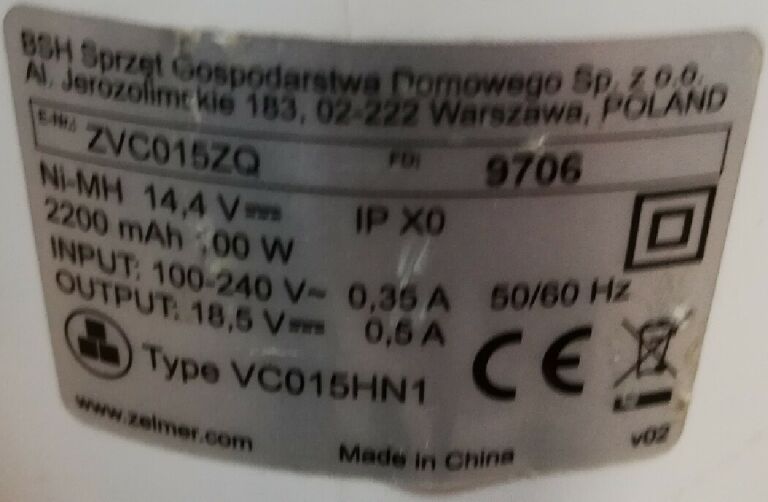 BSH Sprzęt Gospodarstwa Domowego Sp. z o.o.
Al. Jerozolimskie 183, 02-222 Warszawa, POLAND
E-Nr.: ZVC015ZQ FD: 9706
Ni-MH 14,4 V IP X0
2200 mAh 00 W
INPUT: 100-240 V~ 0,35 A 50/60 Hz
OUTPUT: 18,5 V 0,5 A
Type VC015HN1 CE
www.zelmer.com Made in China v02